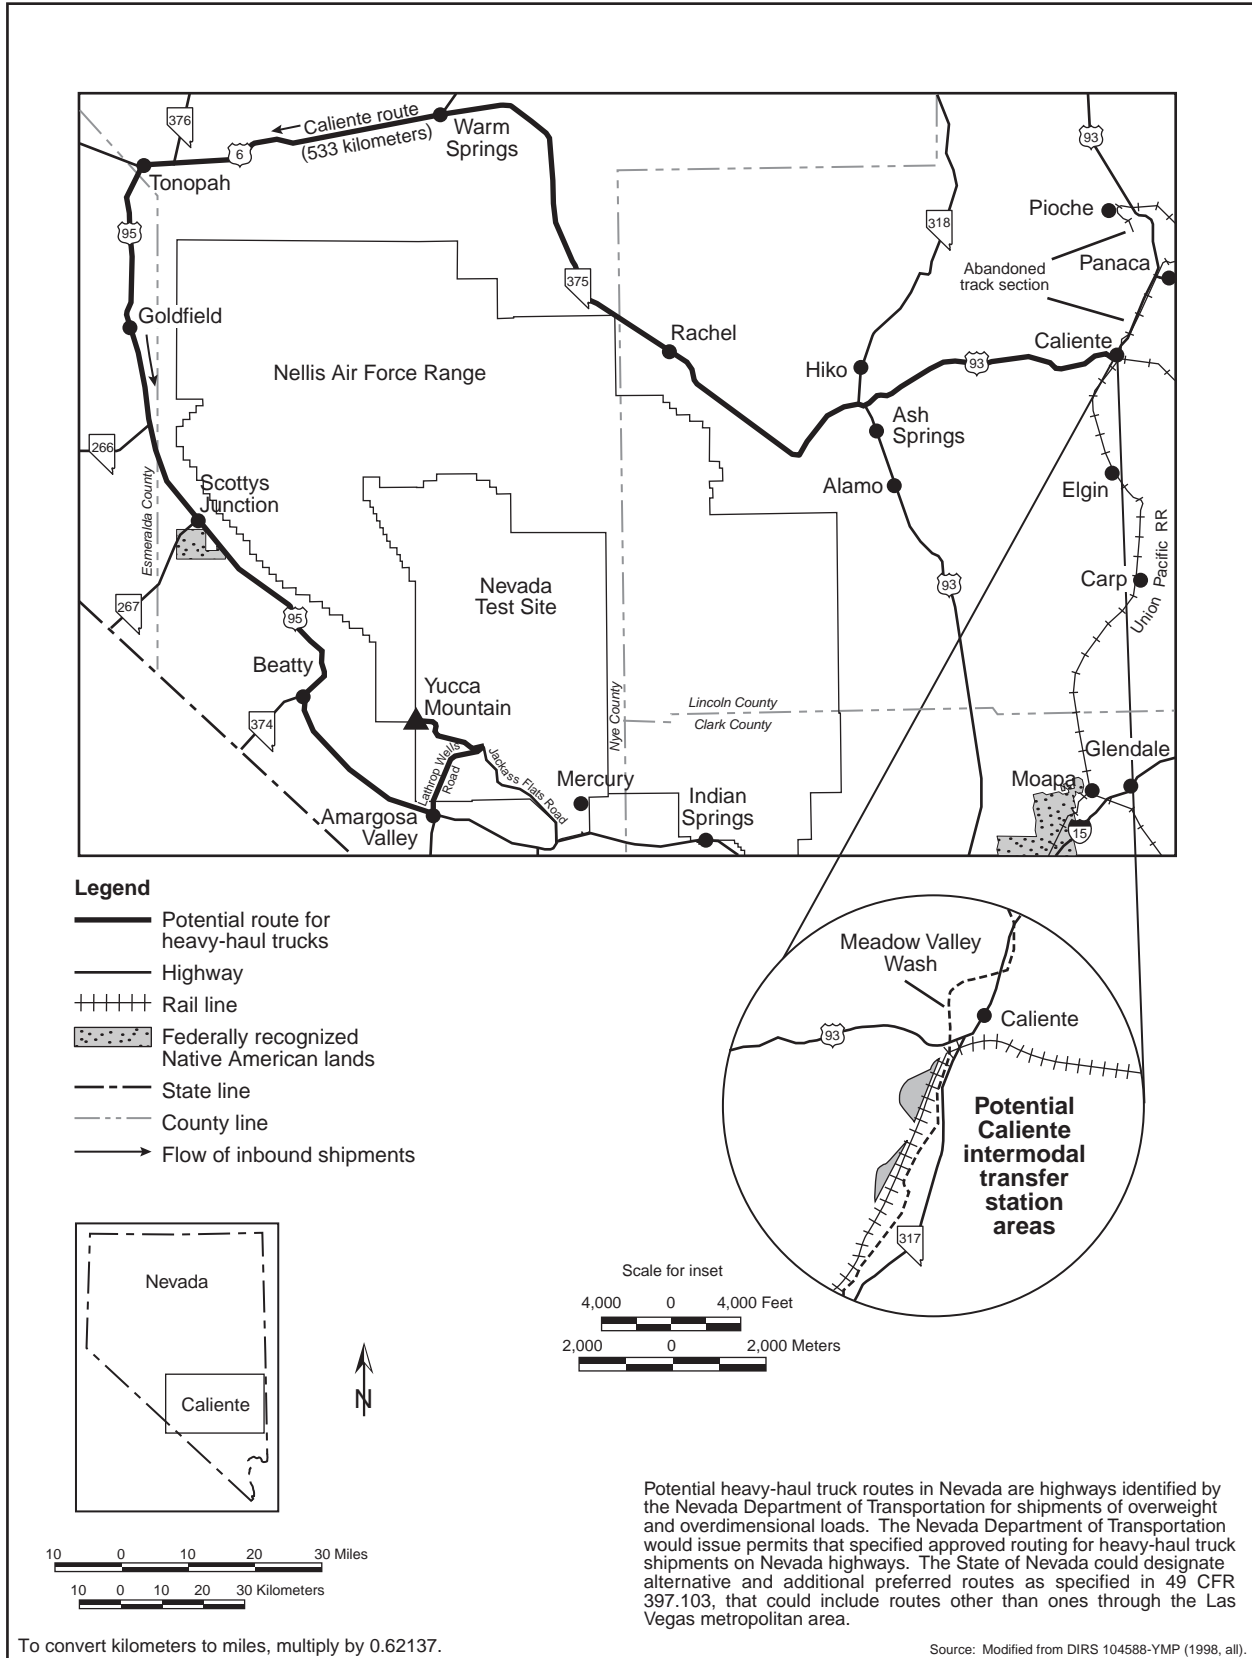 376
Caliente route
(533 kilometers)
Warm
Springs
6
Tonopah
95
93
Pioche
318
Abandoned
track section
Panaca
375
Goldfield
Rachel
Caliente
Nellis Air Force Range
Hiko
93
Ash
Springs
266
Scottys
Junction
Alamo
Elgin
Esmeralda County
Nevada
Test Site
93
Carp
Union Pacific RR
267
95
Beatty
Yucca
Mountain
Nye County
Lincoln County
Clark County
374
Lathrop Wells
Road
Jackass Flats Road
Mercury
Glendale
Moapa
Amargosa
Valley
Indian
Springs
15
Legend
Potential route for
heavy-haul trucks
Highway
Rail line
Federally recognized
Native American lands
State line
County line
Flow of inbound shipments
Meadow Valley
Wash
Caliente
93
Potential
Caliente
intermodal
transfer
station
areas
317
Nevada
Caliente
N
Scale for inset
4,000 0 4,000 Feet
2,000 0 2,000 Meters
10 0 10 20 30 Miles
10 0 10 20 30 Kilometers
To convert kilometers to miles, multiply by 0.62137.
Potential heavy-haul truck routes in Nevada are highways identified by
the Nevada Department of Transportation for shipments of overweight
and overdimensional loads. The Nevada Department of Transportation
would issue permits that specified approved routing for heavy-haul truck
shipments on Nevada highways. The State of Nevada could designate
alternative and additional preferred routes as specified in 49 CFR
397.103, that could include routes other than ones through the Las
Vegas metropolitan area.
Source: Modified from DIRS 104588-YMP (1998, all).